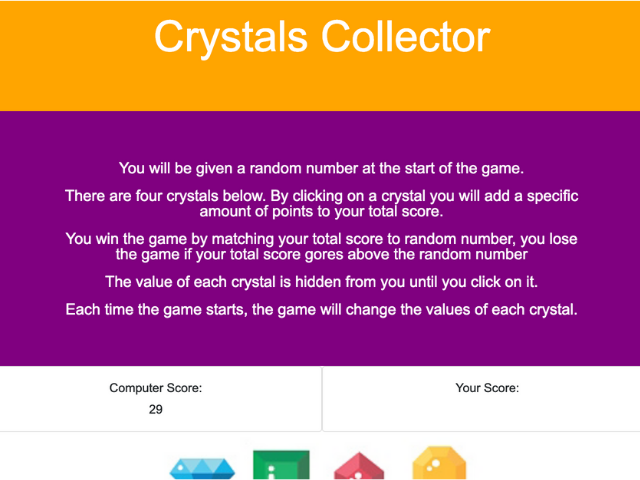 Crystals Collector
You will be given a random number at the start of the game.
There are four crystals below. By clicking on a crystal you will add a specific
amount of points to your total score.
You win the game by matching your total score to random number, you lose
the game if your total score gores above the random number
The value of each crystal is hidden from you until you click on it.
Each time the game starts, the game will change the values of each crystal.
Computer Score:
29
Your Score: